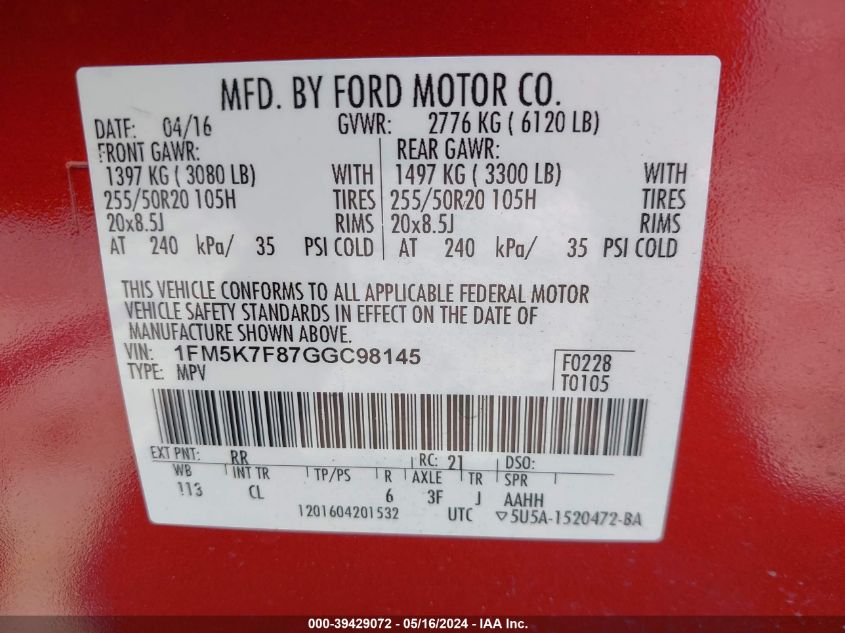 MFD. BY FORD MOTOR CO.
DATE: 04/16 GVWR: 2776 KG ( 6120 LB)
FRONT GAWR: REAR GAWR:
1397 KG ( 3080 LB) WITH 1497 KG ( 3300 LB) WITH
255/50R20 105H TIRES 255/50R20 105H TIRES
20x8.5J RIMS 20x8.5J RIMS
AT 240 kPa/ 35 PSI COLD AT 240 kPa/ 35 PSI COLD
THIS VEHICLE CONFORMS TO ALL APPLICABLE FEDERAL MOTOR
VEHICLE SAFETY STANDARDS IN EFFECT ON THE DATE OF
MANUFACTURE SHOWN ABOVE.
VIN: 1FM5K7F87GGC98145 F0228
TYPE: MPV T0105
EXT PNT: RR RC: 21 DSO:
WB INT TR TP/PS R AXLE TR SPR
113 CL 6 3F J AAHH
1201604201532 UTC ▽5U5A-1520472-BA
000-39429072 - 05/16/2024 - IAAI Inc.